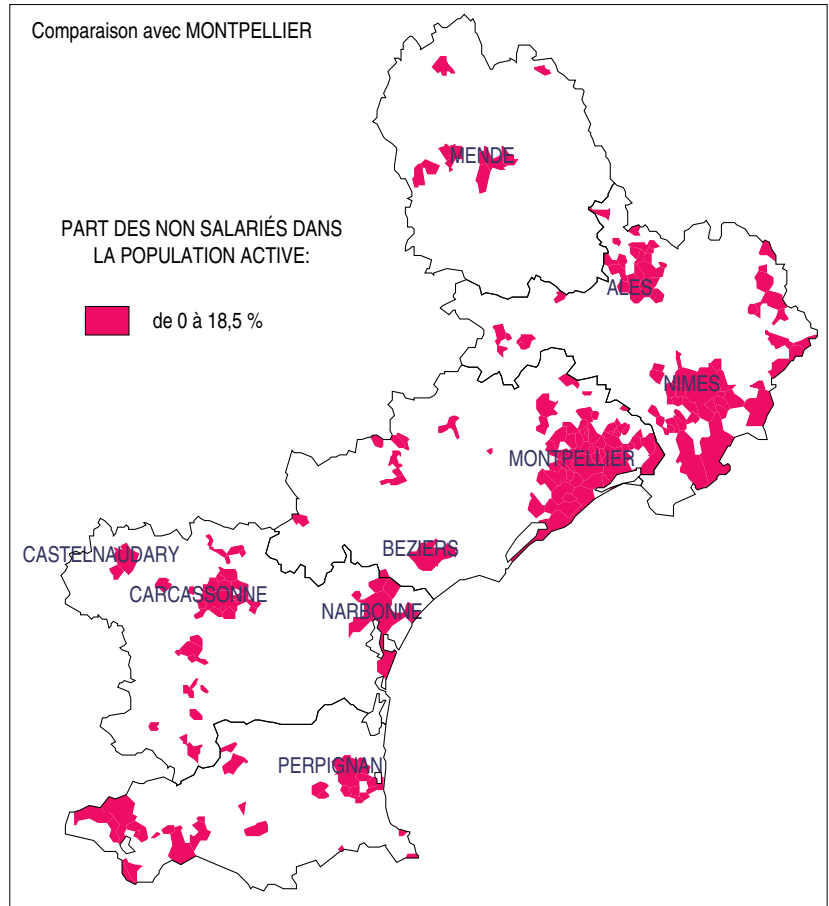 Comparaison avec MONTPELLIER
MENDE
PART DES NON SALARIÉS DANS
LA POPULATION ACTIVE:
ALES
de 0 à 18,5 %
NIMES
MONTPELLIER
CASTELNAUDARY
BEZIERS
CARCASSONNE
NARBONNE
PERPIGNAN